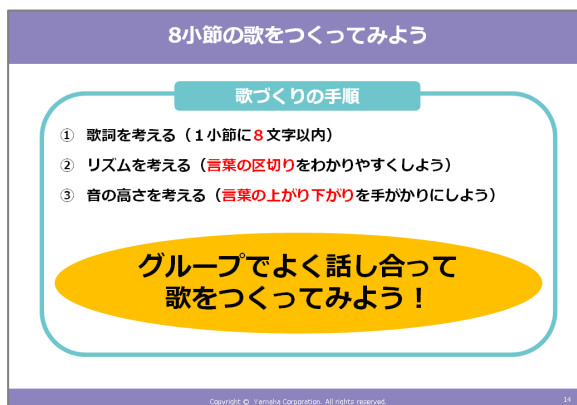 8小節の歌をつくってみよう
歌づくりの手順
① 歌詞を考える（１小節に８文字以内）
② リズムを考える（言葉の区切りをわかりやすくしよう）
③ 音の高さを考える（言葉の上がり下がりを手がかりにしよう）
グループでよく話し合って
歌をつくってみよう！
Copyright © Yamaha Corporation. All rights reserved.
14